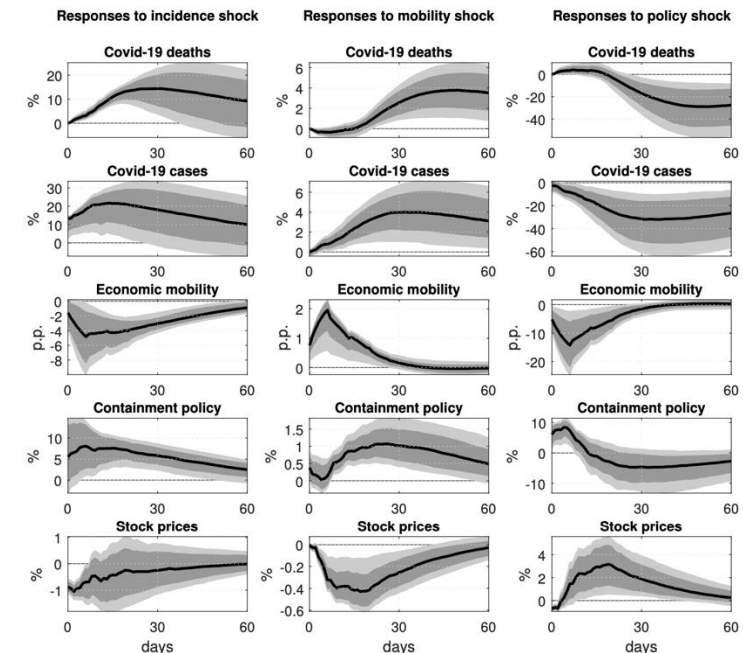 Responses to incidence shock Responses to mobility shock Responses to policy shock
Covid-19 deaths Covid-19 deaths Covid-19 deaths
20
10
0
%
0 30 60
6
4
2
0
%
0 30 60
0
-20
-40
%
0 30 60
Covid-19 cases Covid-19 cases Covid-19 cases
30
20
10
0
%
0 30 60
6
4
2
0
%
0 30 60
0
-20
-40
-60
%
0 30 60
Economic mobility Economic mobility Economic mobility
0
-2
-4
-6
-8
p.p.
0 30 60
2
1
0
p.p.
0 30 60
0
-10
-20
p.p.
0 30 60
Containment policy Containment policy Containment policy
10
5
0
%
0 30 60
1.5
1
0.5
0
%
0 30 60
10
0
-10
%
0 30 60
Stock prices Stock prices Stock prices
1
0
-1
%
0 30 60
days
0
-0.2
-0.4
-0.6
%
0 30 60
days
4
2
0
%
0 30 60
days